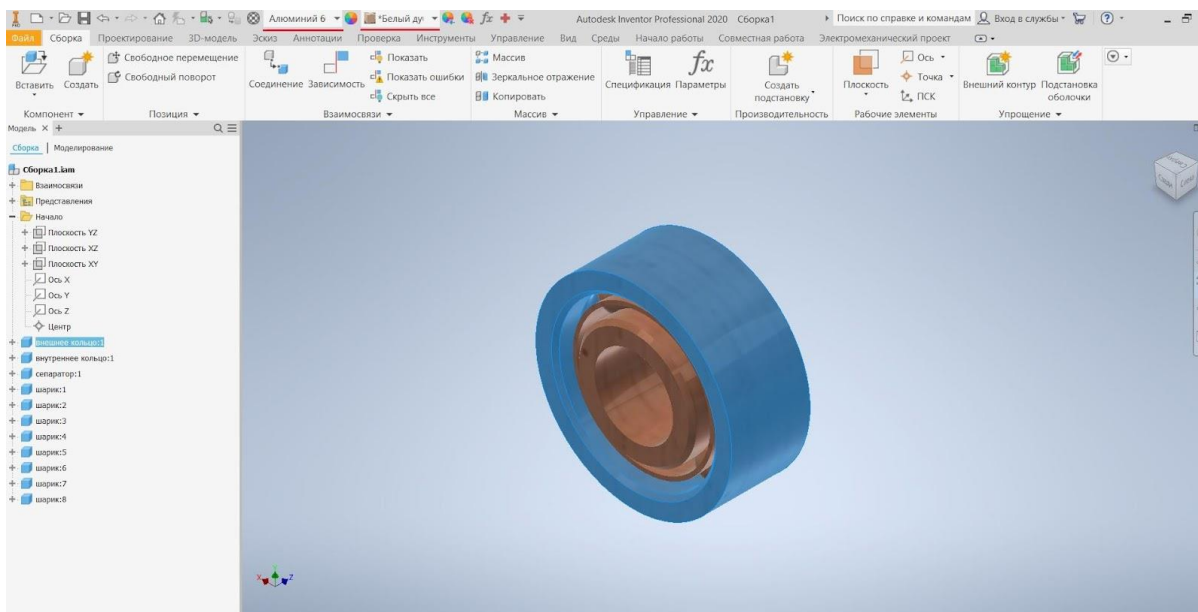 Алюминий 6 *Белый ду fx Autodesk Inventor Professional 2020 Сборка1 Поиск по справке и командам Вход в службы
Файл Сборка Проектирование 3D-модель Эскиз Аннотации Проверка Инструменты Управление Вид Среды Начало работы Совместная работа Электромеханический проект
Свободное перемещение Показать Массив Ось
Вставить Создать Свободный поворот Соединение Зависимость Показать ошибки Зеркальное отражение Спецификация Параметры Создать подстановку Плоскость Точка Внешний контур Подстановка оболочки
Скрыть все Копировать ПСК
Компонент Позиция Взаимосвязи Массив Управление Производительность Рабочие элементы Упрощение
Модель X +
Сборка | Моделирование
Сборка1.iam
Взаимосвязи
Представления
Начало
Плоскость YZ
Плоскость XZ
Плоскость XY
Ось X
Ось Y
Ось Z
Центр
внешнее кольцо:1
внутреннее кольцо:1
сепаратор:1
шарик:1
шарик:2
шарик:3
шарик:4
шарик:5
шарик:6
шарик:7
шарик:8
X Y Z